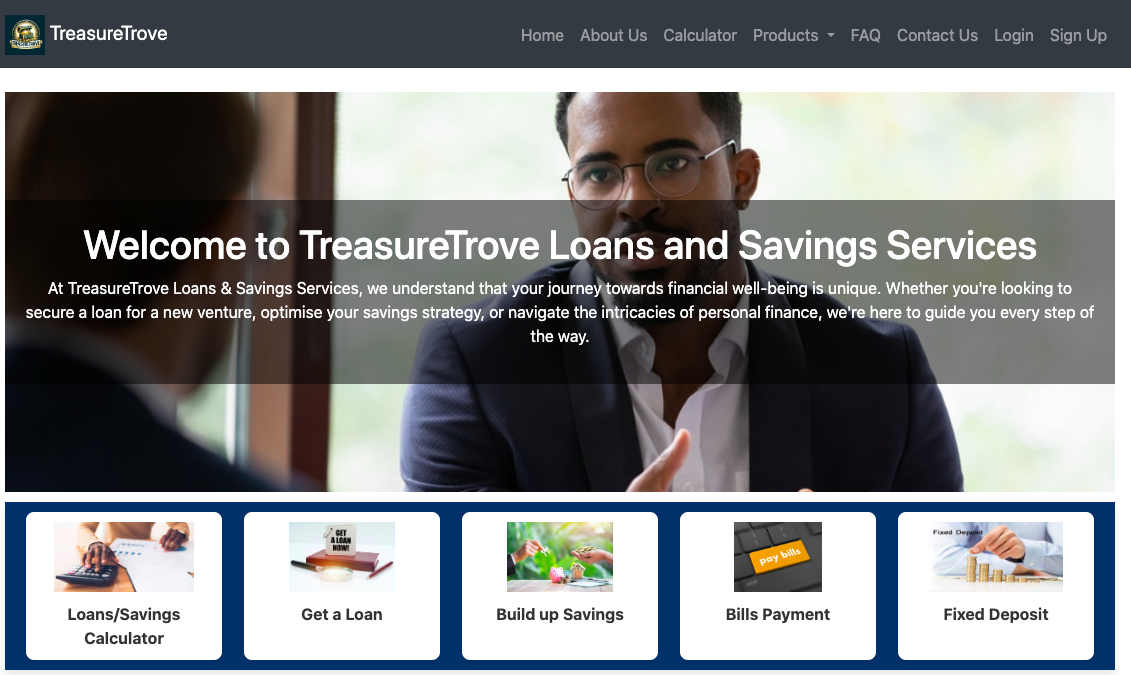 TREASURETROVE
TreasureTrove
Home About Us Calculator Products FAQ Contact Us Login Sign Up
Welcome to TreasureTrove Loans and Savings Services
At TreasureTrove Loans & Savings Services, we understand that your journey towards financial well-being is unique. Whether you're looking to
secure a loan for a new venture, optimise your savings strategy, or navigate the intricacies of personal finance, we're here to guide you every step of
the way.
GET
A LOAN
NOW!
pay bills
Fixed Deposit
Loans/Savings
Calculator
Get a Loan
Build up Savings
Bills Payment
Fixed Deposit